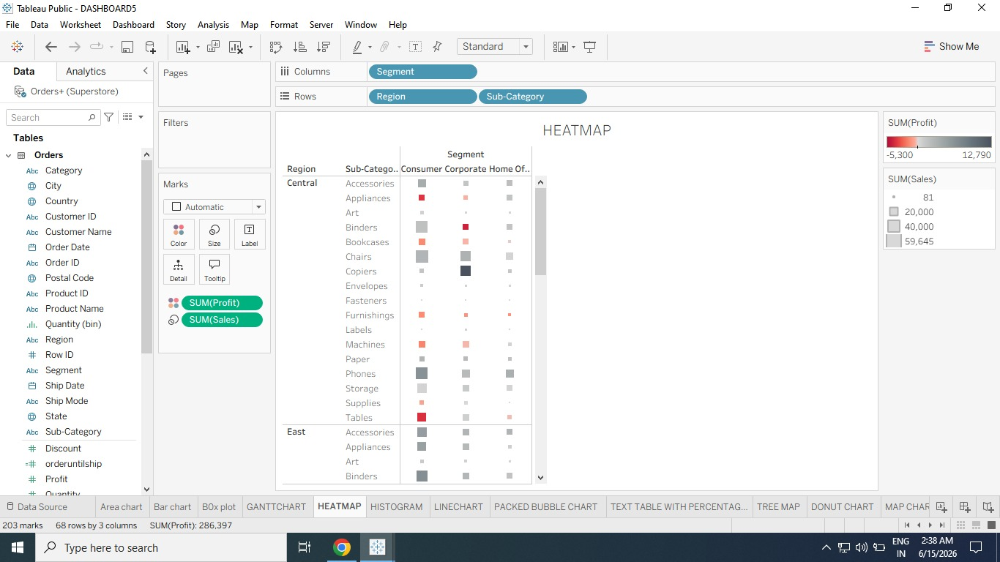 Tableau Public - DASHBOARD5
File Data Worksheet Dashboard Story Analysis Map Format Server Window Help
Standard
Show Me
Data Analytics
Orders+ (Superstore)
Search
Tables
Orders
Abc Category
City
Country
Abc Customer ID
Abc Customer Name
Order Date
Abc Order ID
Postal Code
Abc Product ID
Abc Product Name
Quantity (bin)
Abc Region
# Row ID
Abc Segment
Ship Date
Abc Ship Mode
State
Abc Sub-Category
# Discount
=# orderuntilship
# Profit
# Quantity
Pages
Filters
Marks
Automatic
Color Size Label
Detail Tooltip
SUM(Profit)
SUM(Sales)
Columns Segment
Rows Region Sub-Category
HEATMAP
Segment
Region Sub-Catego.. Consumer Corporate Home Of..
Central Accessories
Appliances
Art
Binders
Bookcases
Chairs
Copiers
Envelopes
Fasteners
Furnishings
Labels
Machines
Paper
Phones
Storage
Supplies
Tables
East Accessories
Appliances
Art
Binders
SUM(Profit)
-5,300 12,790
SUM(Sales)
81
20,000
40,000
59,645
Data Source Area chart Bar chart B0x plot GANTTCHART HEATMAP HISTOGRAM LINECHART PACKED BUBBLE CHART TEXT TABLE WITH PERCENTAG... TREE MAP DONUT CHART MAP CHAR
203 marks 68 rows by 3 columns SUM(Profit): 286,397
Type here to search
ENG
IN
2:38 AM
6/15/2026